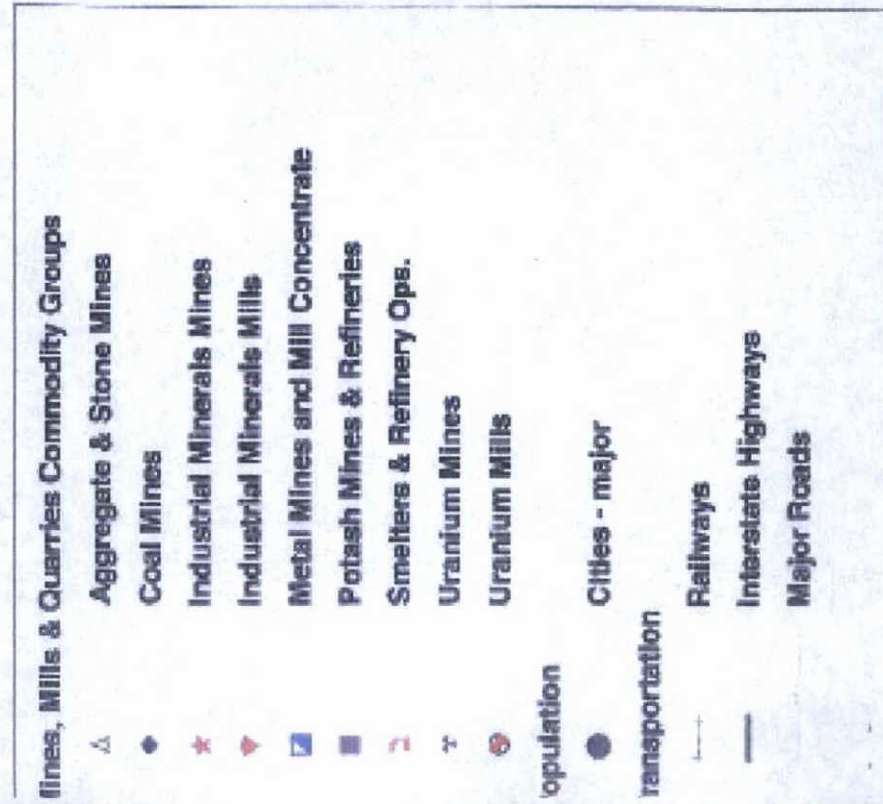 lines, Mills & Quarries Commodity Groups
Aggregate & Stone Mines
Coal Mines
Industrial Minerals Mines
Industrial Minerals Mills
Metal Mines and Mill Concentrate
Potash Mines & Refineries
Smelters & Refinery Ops.
Uranium Mines
Uranium Mills
opulation
Cities - major
ransportation
Railways
Interstate Highways
Major Roads